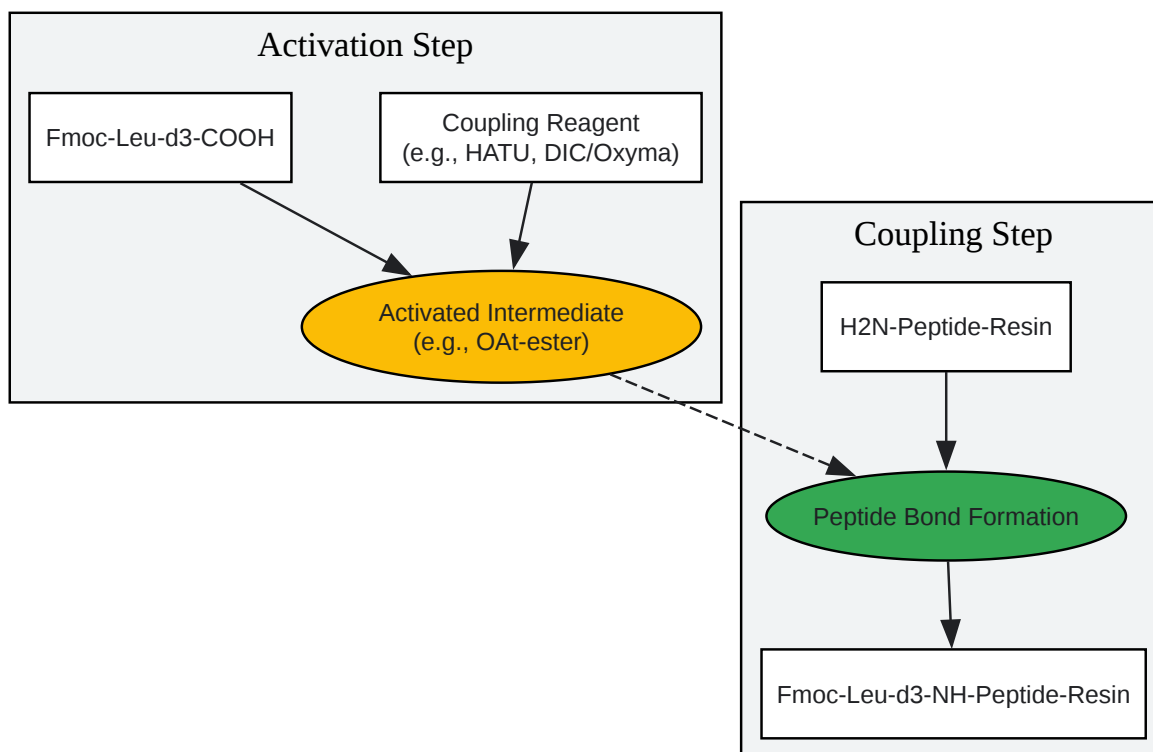 Activation Step
Fmoc-Leu-d3-COOH
Coupling Reagent
(e.g., HATU, DIC/Oxyma)
Activated Intermediate
(e.g., OAt-ester)
Coupling Step
H2N-Peptide-Resin
Peptide Bond Formation
Fmoc-Leu-d3-NH-Peptide-Resin